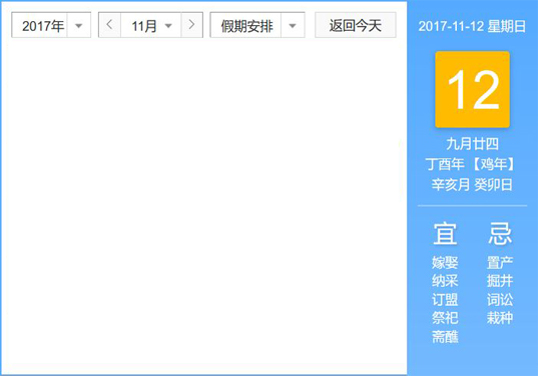 2017年 11月 假期安排 返回今天
2017-11-12 星期日
12
九月廿四
丁酉年 【鸡年】
辛亥月 癸卯日
宜 忌
嫁娶 置产
纳采 掘井
订盟 词讼
祭祀 栽种
斋醮